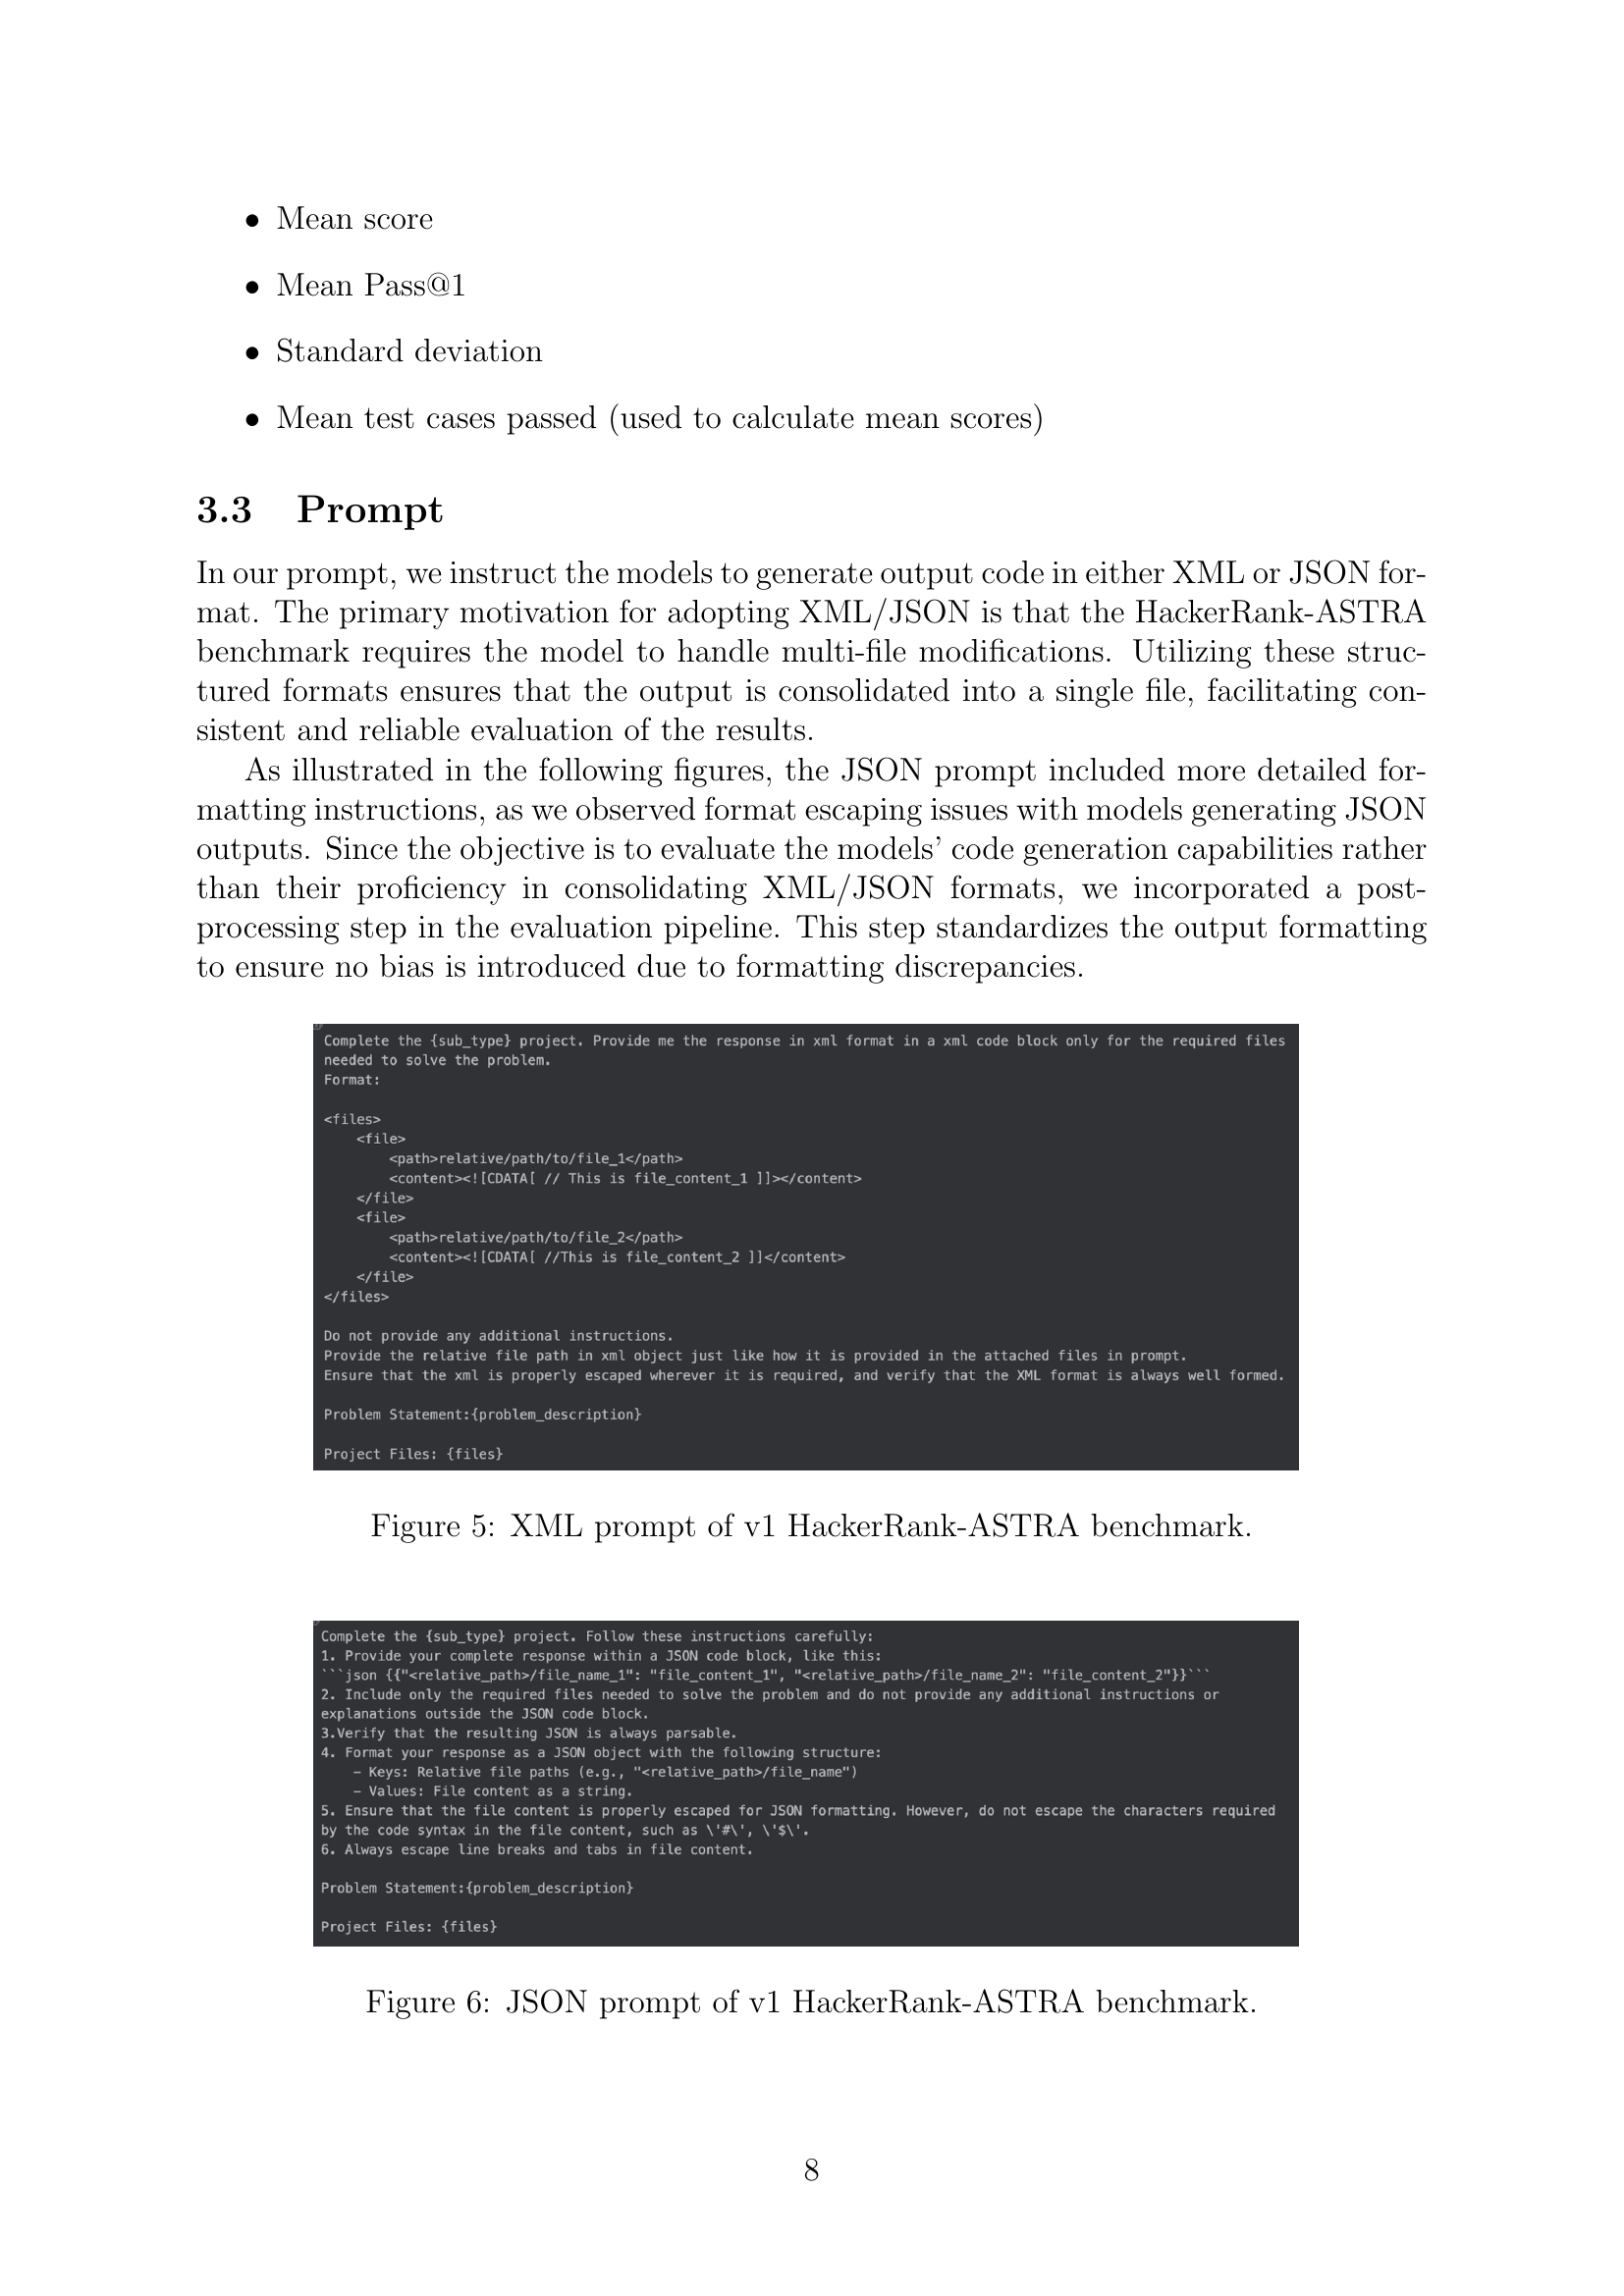 • Mean score
• Mean Pass@1
• Standard deviation
• Mean test cases passed (used to calculate mean scores)
3.3 Prompt
In our prompt, we instruct the models to generate output code in either XML or JSON for-
mat. The primary motivation for adopting XML/JSON is that the HackerRank-ASTRA
benchmark requires the model to handle multi-file modifications. Utilizing these struc-
tured formats ensures that the output is consolidated into a single file, facilitating con-
sistent and reliable evaluation of the results.
As illustrated in the following figures, the JSON prompt included more detailed for-
matting instructions, as we observed format escaping issues with models generating JSON
outputs. Since the objective is to evaluate the models' code generation capabilities rather
than their proficiency in consolidating XML/JSON formats, we incorporated a post-
processing step in the evaluation pipeline. This step standardizes the output formatting
to ensure no bias is introduced due to formatting discrepancies.
Complete the {sub_type} project. Provide me the response in xml format in a xml code block only for the required files
needed to solve the problem.
Format:
<files>
    <file>
        <path>relative/path/to/file_1</path>
        <content><![CDATA[ // This is file_content_1 ]]></content>
    </file>
    <file>
        <path>relative/path/to/file_2</path>
        <content><![CDATA[ //This is file_content_2 ]]</content>
    </file>
</files>
Do not provide any additional instructions.
Provide the relative file path in xml object just like how it is provided in the attached files in prompt.
Ensure that the xml is properly escaped wherever it is required, and verify that the XML format is always well formed.
Problem Statement:{problem_description}
Project Files: {files}
Figure 5: XML prompt of v1 HackerRank-ASTRA benchmark.
Complete the {sub_type} project. Follow these instructions carefully:
1. Provide your complete response within a JSON code block, like this:
```json {{"<relative_path>/file_name_1": "file_content_1", "<relative_path>/file_name_2": "file_content_2"}}```
2. Include only the required files needed to solve the problem and do not provide any additional instructions or
explanations outside the JSON code block.
3.Verify that the resulting JSON is always parsable.
4. Format your response as a JSON object with the following structure:
    – Keys: Relative file paths (e.g., "<relative_path>/file_name")
    – Values: File content as a string.
5. Ensure that the file content is properly escaped for JSON formatting. However, do not escape the characters required
by the code syntax in the file content, such as \'#\', \'$\'.
6. Always escape line breaks and tabs in file content.
Problem Statement:{problem_description}
Project Files: {files}
Figure 6: JSON prompt of v1 HackerRank-ASTRA benchmark.
8